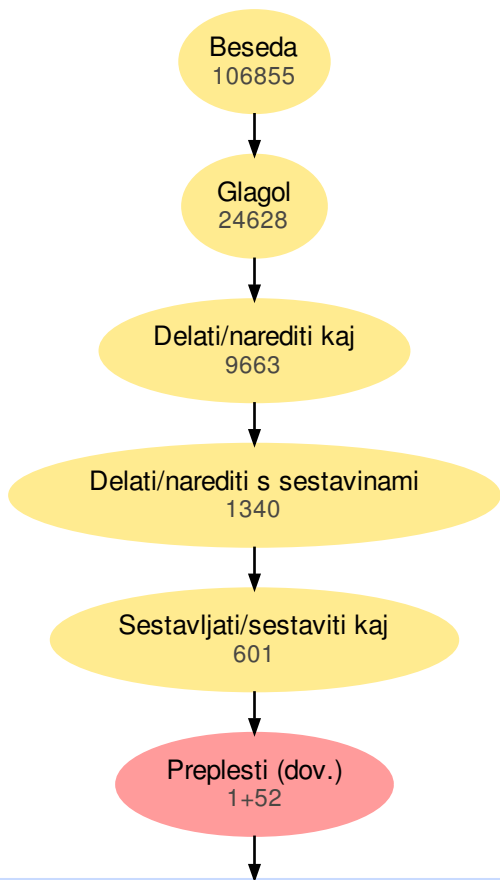 Beseda
106855
Glagol
24628
Delati/narediti kaj
9663
Delati/narediti s sestavinami
1340
Sestavljati/sestaviti kaj
601
Preplesti (dov.)
1+52